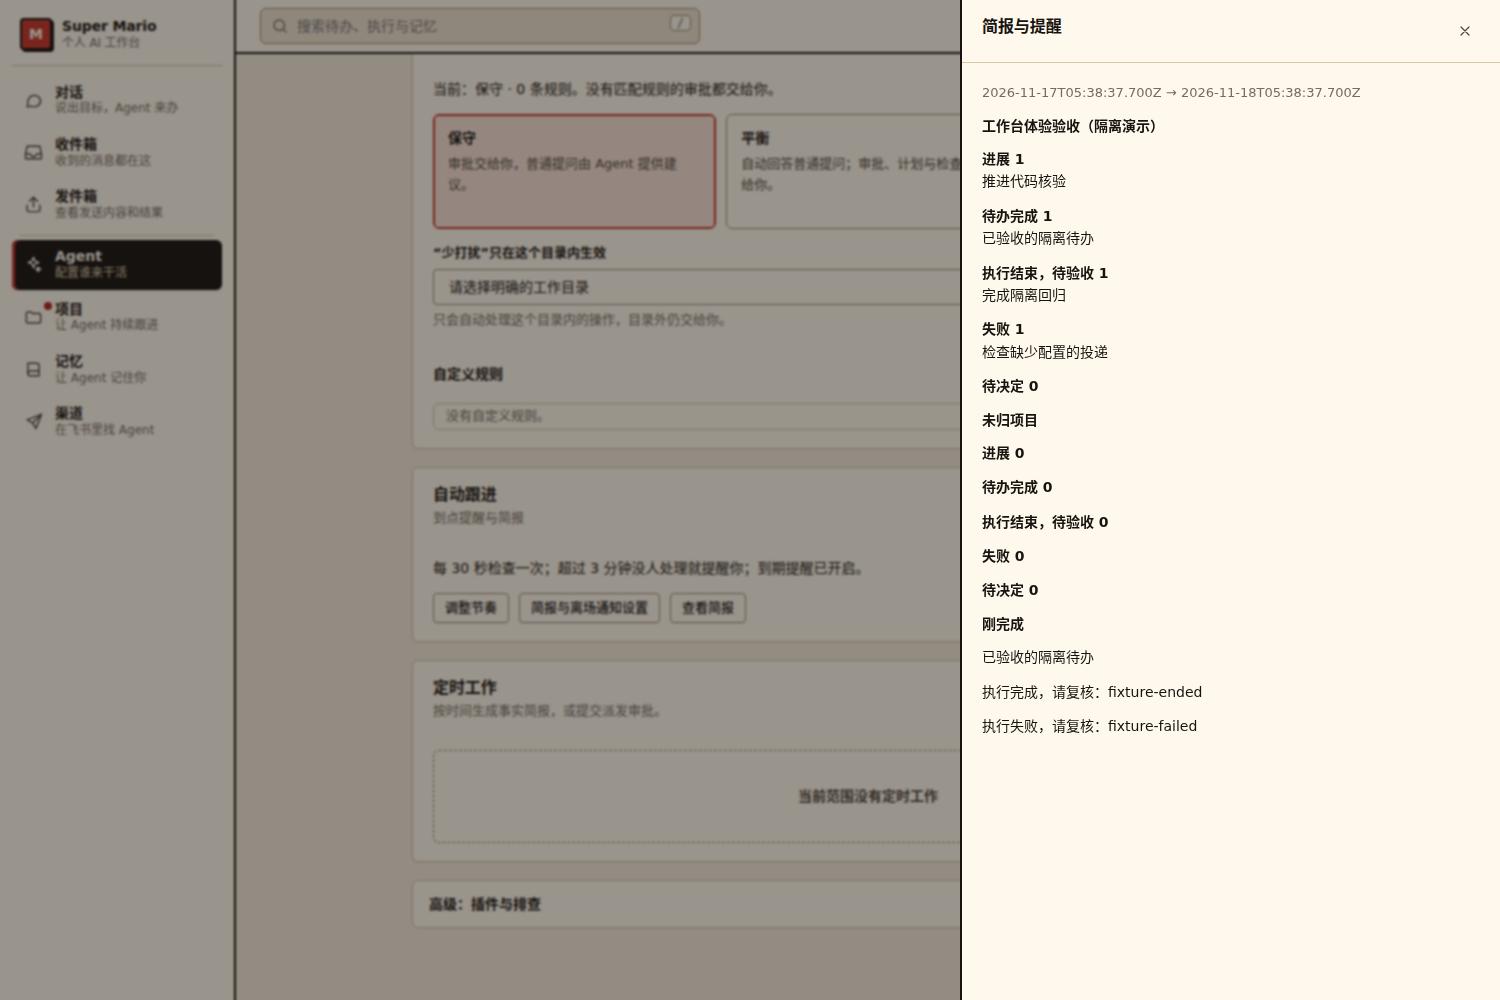 M
Super Mario
个人 AI 工作台
对话
说出目标，Agent 来办
收件箱
收到的消息都在这
发件箱
查看发送内容和结果
Agent
配置谁来干活
项目
让 Agent 持续跟进
记忆
让 Agent 记住你
渠道
在飞书里找 Agent
搜索待办、执行与记忆
/
当前：保守 · 0 条规则。没有匹配规则的审批都交给你。
保守
审批交给你，普通提问由 Agent 提供建
议。
平衡
自动回答普通提问；审批、计划与检查
给你。
“少打扰”只在这个目录内生效
请选择明确的工作目录
只会自动处理这个目录内的操作，目录外仍交给你。
自定义规则
没有自定义规则。
自动跟进
到点提醒与简报
每 30 秒检查一次；超过 3 分钟没人处理就提醒你；到期提醒已开启。
调整节奏
简报与离场通知设置
查看简报
定时工作
按时间生成事实简报，或提交派发审批。
当前范围没有定时工作
高级：插件与排查
简报与提醒
×
2026-11-17T05:38:37.700Z → 2026-11-18T05:38:37.700Z
工作台体验验收（隔离演示）
进展 1
推进代码核验
待办完成 1
已验收的隔离待办
执行结束，待验收 1
完成隔离回归
失败 1
检查缺少配置的投递
待决定 0
未归项目
进展 0
待办完成 0
执行结束，待验收 0
失败 0
待决定 0
刚完成
已验收的隔离待办
执行完成，请复核：fixture-ended
执行失败，请复核：fixture-failed